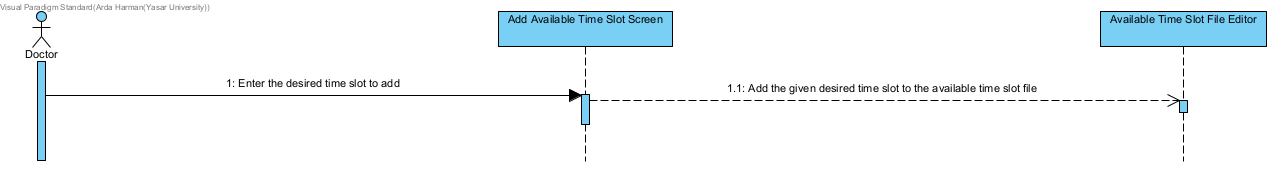 Visual Paradigm Standard(Arda Harman(Yasar University))
Doctor
Add Available Time Slot Screen
Available Time Slot File Editor
1: Enter the desired time slot to add
1.1: Add the given desired time slot to the available time slot file